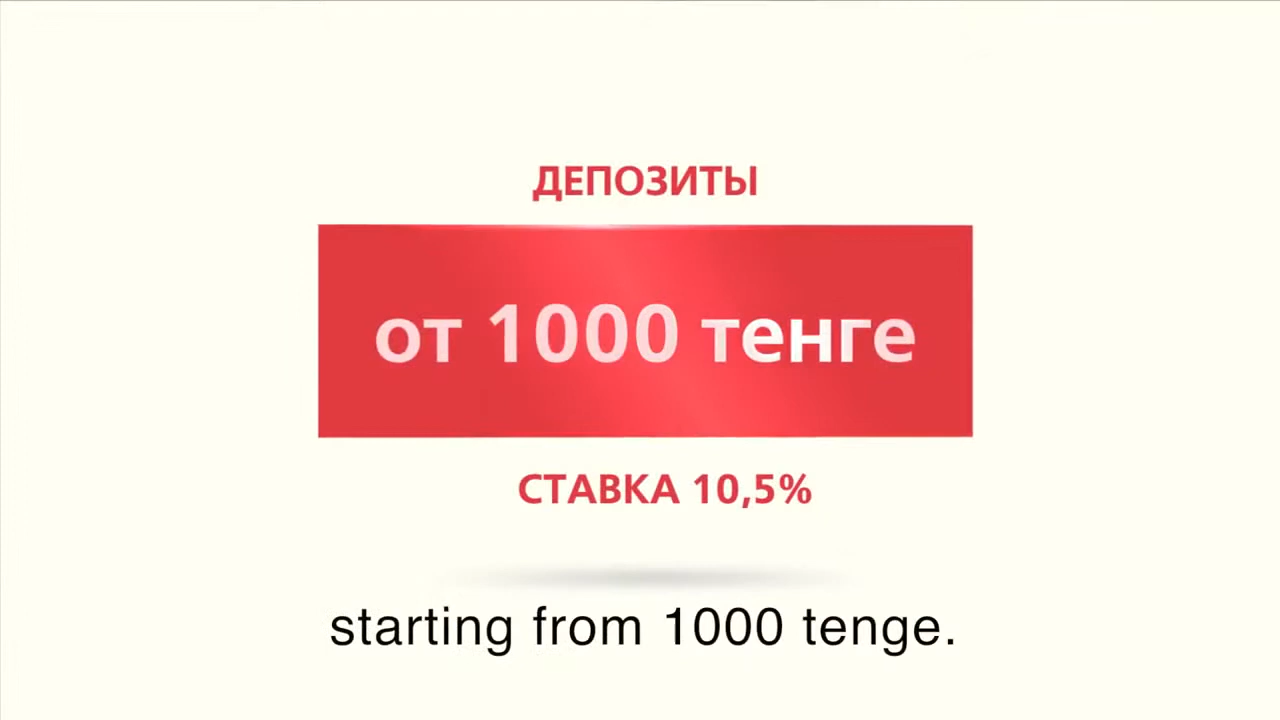 ДЕПОЗИТЫ
от 1000 тенге
СТАВКА 10,5%
starting from 1000 tenge.